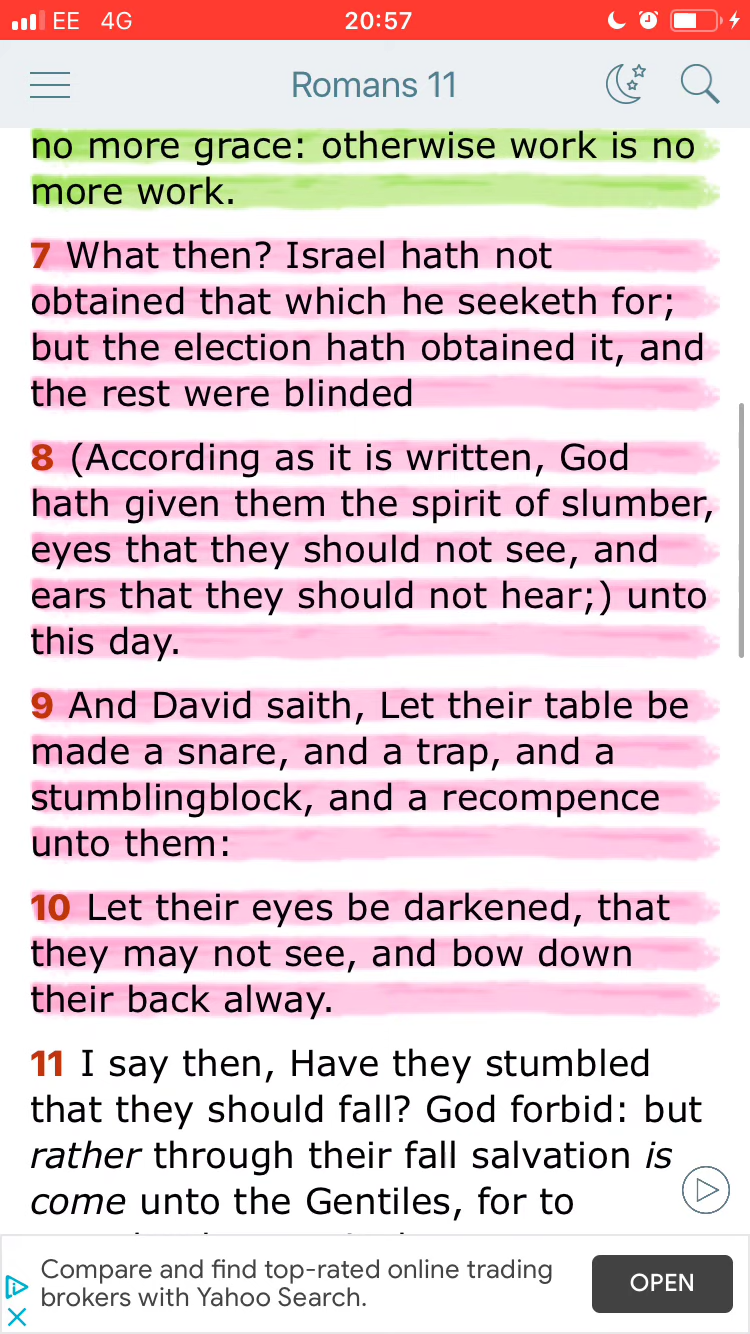 EE 4G 20:57
Romans 11
no more grace: otherwise work is no
more work.
7 What then? Israel hath not
obtained that which he seeketh for;
but the election hath obtained it, and
the rest were blinded
8 (According as it is written, God
hath given them the spirit of slumber,
eyes that they should not see, and
ears that they should not hear;) unto
this day.
9 And David saith, Let their table be
made a snare, and a trap, and a
stumblingblock, and a recompence
unto them:
10 Let their eyes be darkened, that
they may not see, and bow down
their back alway.
11 I say then, Have they stumbled
that they should fall? God forbid: but
rather through their fall salvation is
come unto the Gentiles, for to
Compare and find top-rated online trading
brokers with Yahoo Search.
OPEN